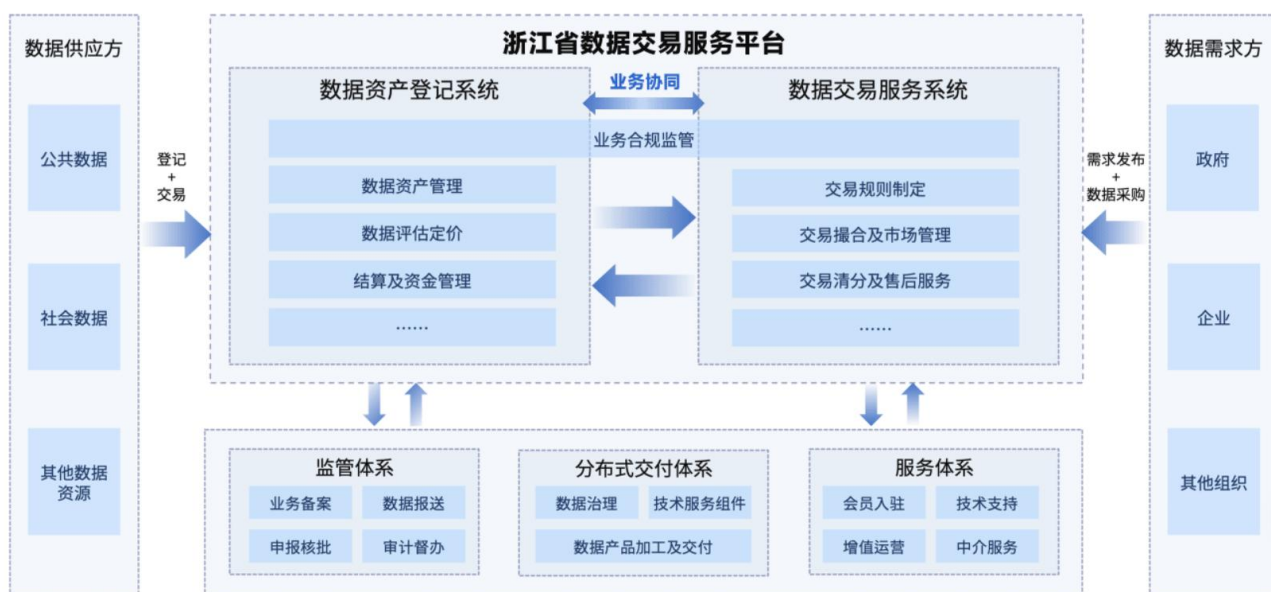 数据供应方
公共数据
社会数据
其他数据
资源
登记
+
交易
浙江省数据交易服务平台
数据资产登记系统
业务协同
数据交易服务系统
业务合规监管
数据资产管理
数据评估定价
结算及资金管理
……
交易规则制定
交易撮合及市场管理
交易清分及售后服务
……
监管体系
业务备案
数据报送
申报核批
审计督办
分布式交付体系
数据治理
技术服务组件
数据产品加工及交付
服务体系
会员入驻
技术支持
增值运营
中介服务
需求发布
+
数据采购
数据需求方
政府
企业
其他组织